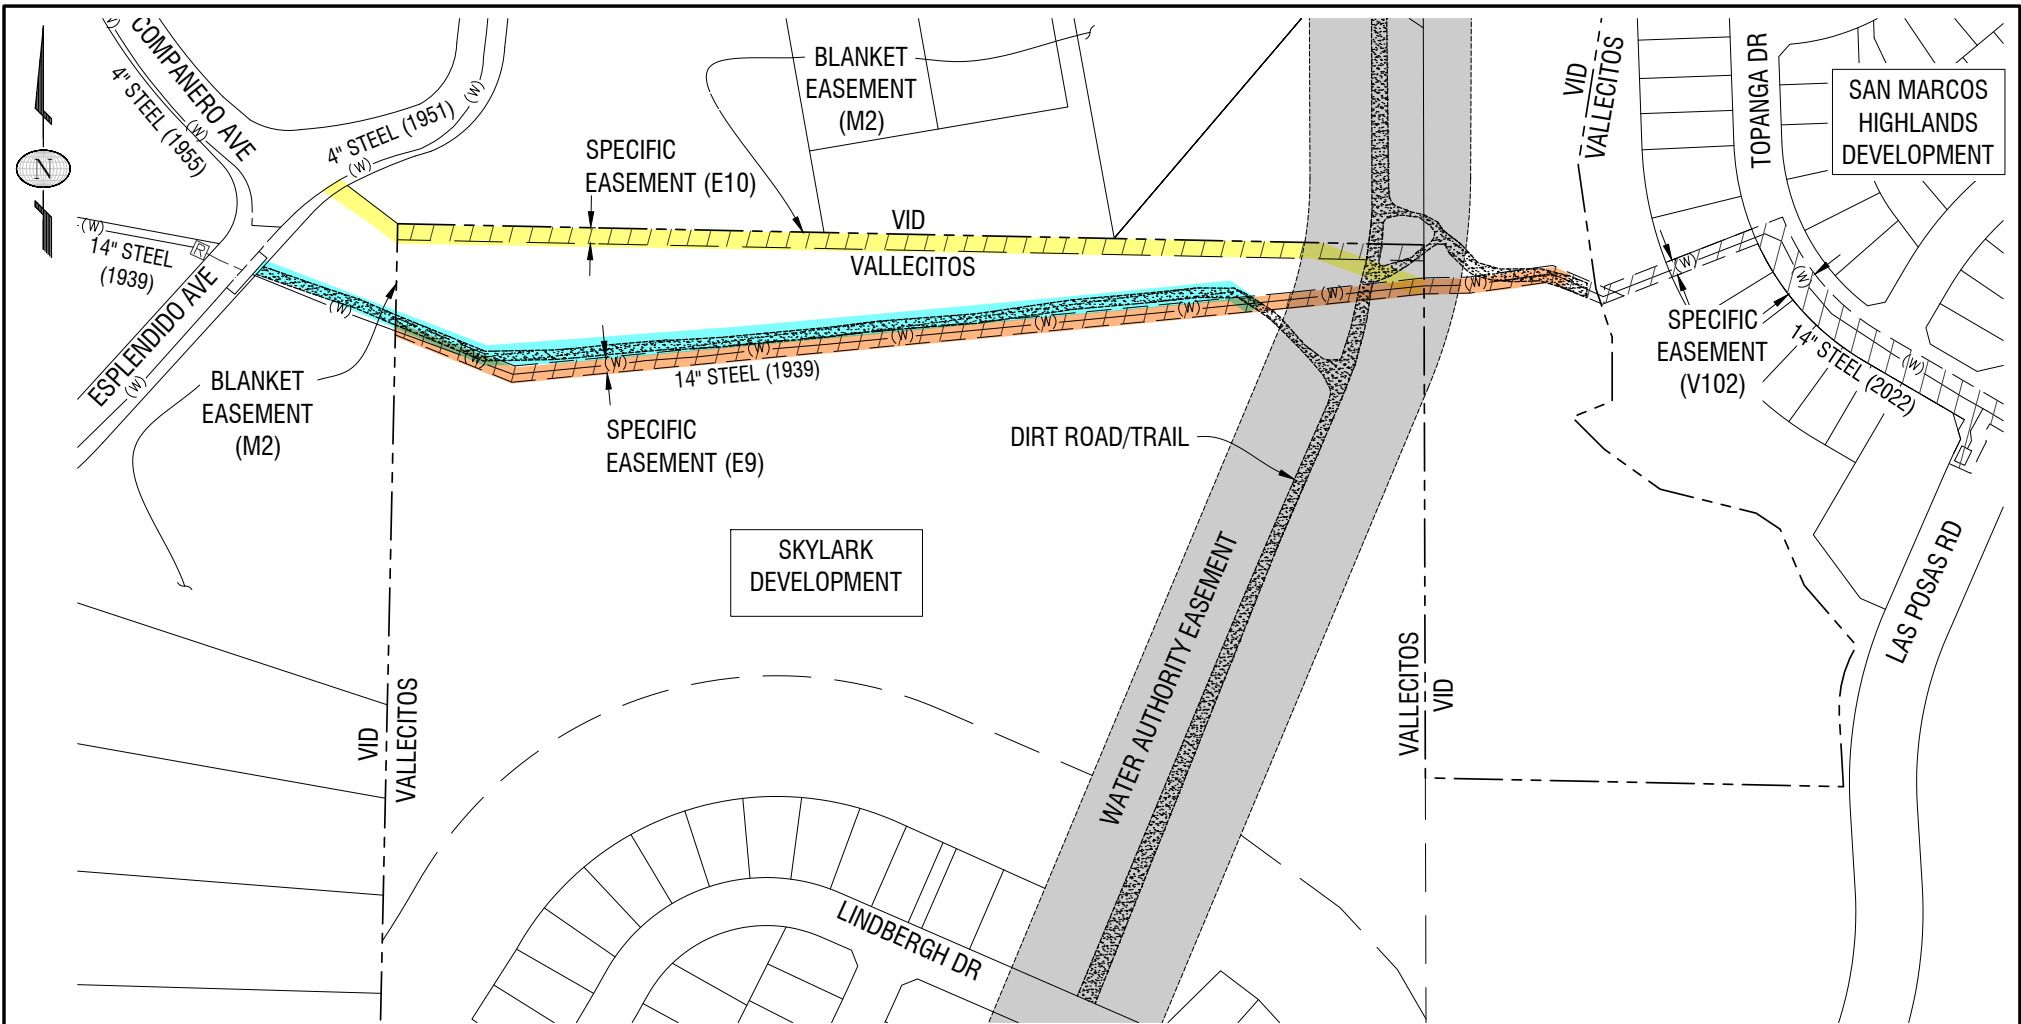 COMPANERO AVE
4" STEEL (1955)
(W)
4" STEEL (1951)
(W)
(W)
BLANKET
EASEMENT
(M2)
SPECIFIC
EASEMENT (E10)
VID
VALLECITOS
VID
VALLECITOS
TOPANGA DR
SAN MARCOS
HIGHLANDS
DEVELOPMENT
N
(W)
14" STEEL
(1939)
R
ESPLENDIDO AVE
(W)
(W)
BLANKET
EASEMENT
(M2)
(W)
(W)
(W)
(W)
(W)
(W)
(W)
(W)
14" STEEL (1939)
SPECIFIC
EASEMENT (E9)
DIRT ROAD/TRAIL
(W)
(W)
(W)
SPECIFIC
EASEMENT
(V102)
14" STEEL (2022)
SKYLARK
DEVELOPMENT
WATER AUTHORITY EASEMENT
VID
VALLECITOS
VALLECITOS
VID
LAS POSAS RD
LINDBERGH DR